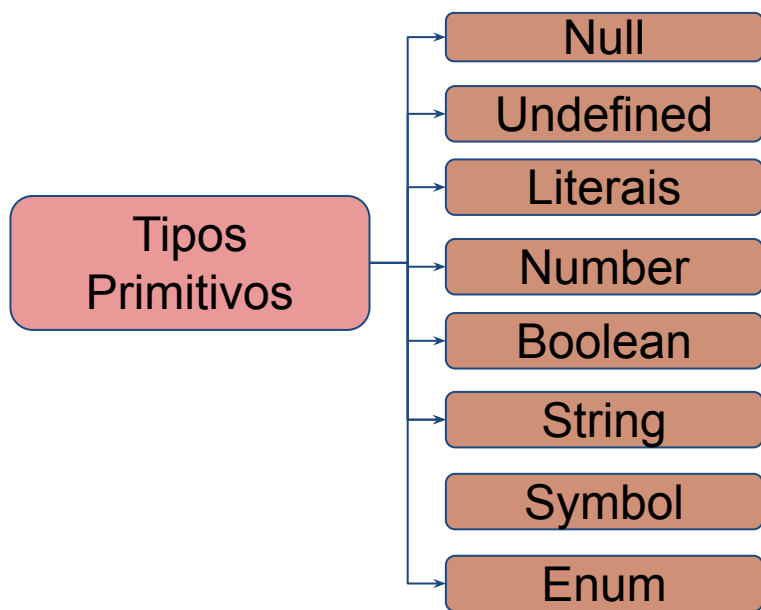 Tipos
Primitivos
Null
Undefined
Literais
Number
Boolean
String
Symbol
Enum